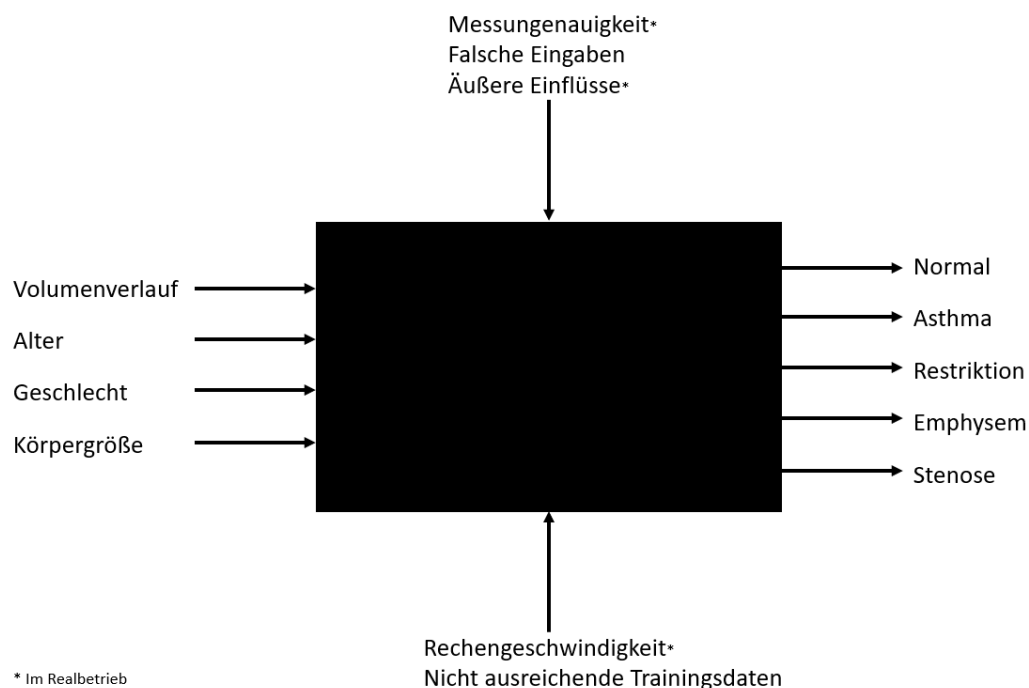 Messungenauigkeit*
Falsche Eingaben
Äußere Einflüsse*
Volumenverlauf
Alter
Geschlecht
Körpergröße
Normal
Asthma
Restriktion
Emphysem
Stenose
Rechengeschwindigkeit*
Nicht ausreichende Trainingsdaten
* Im Realbetrieb